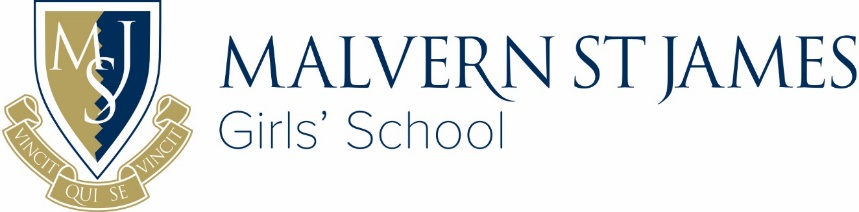 MSJ
VINCIT QUI SE VINCIT
MALVERN ST JAMES
Girls' School